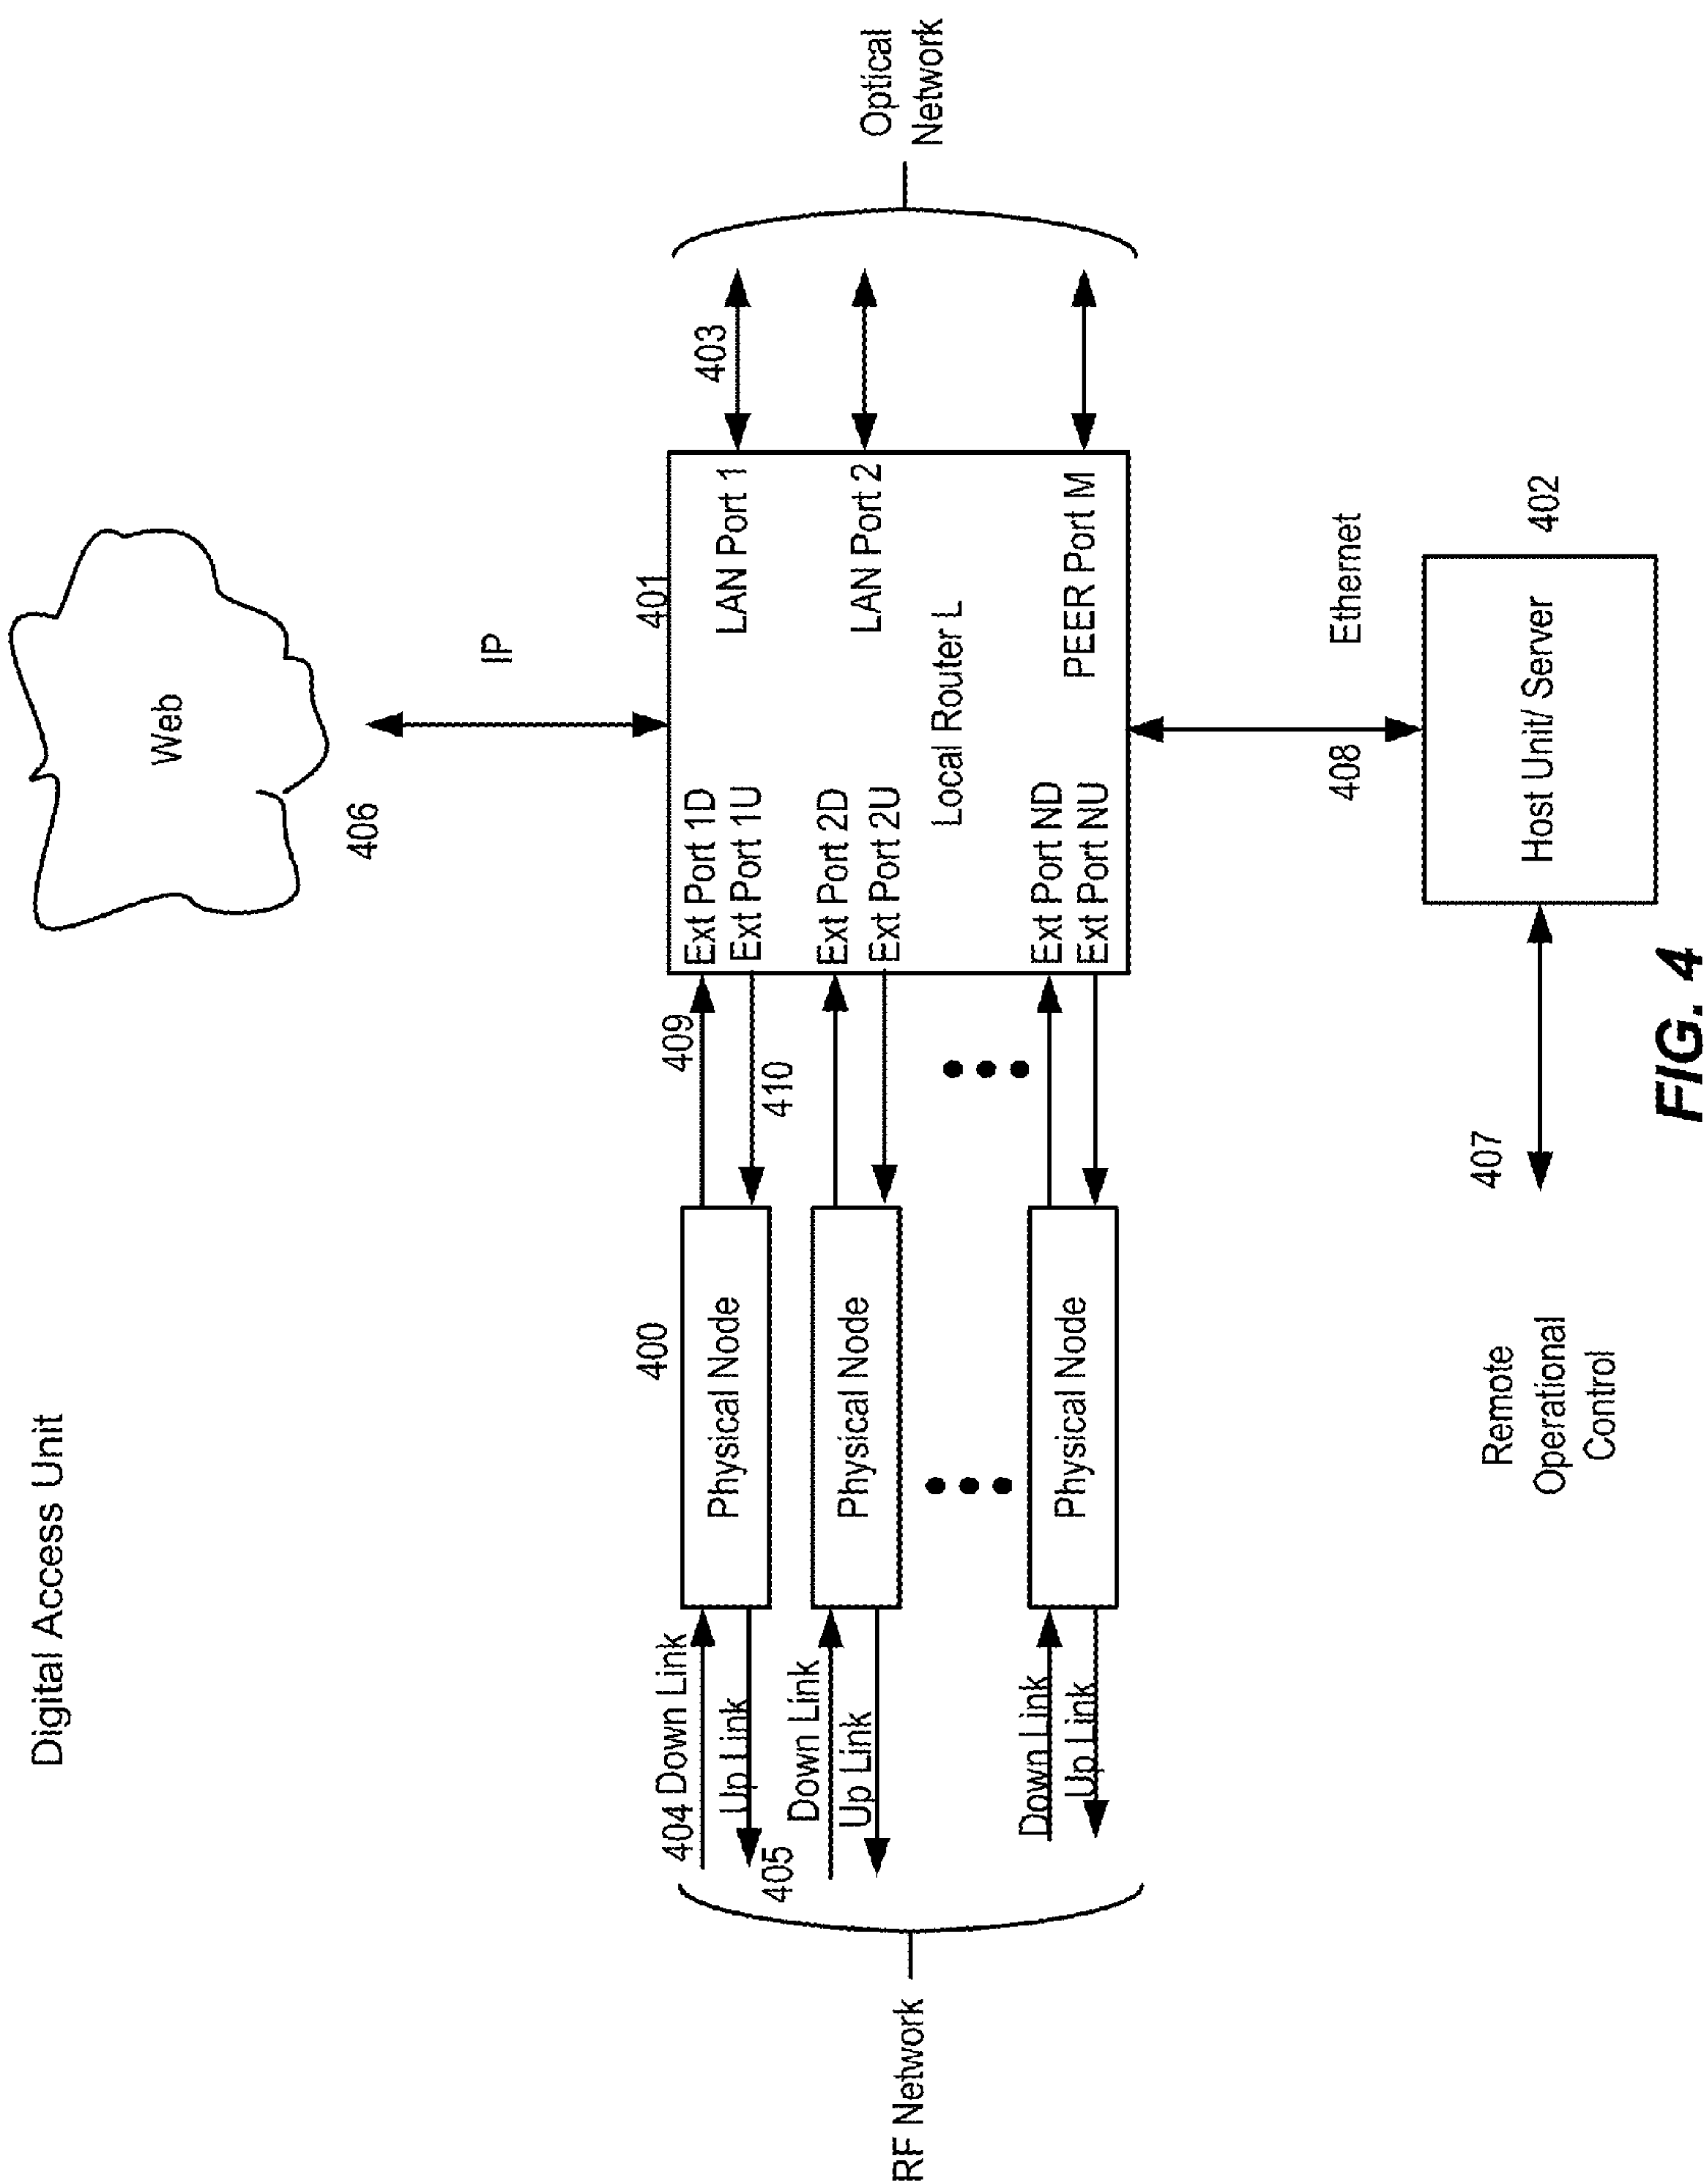 Digital Access Unit
Web
406
IP
401
400
404 Down Link
Up Link
405
Physical Node
409
410
Ext Port 1D
Ext Port 1U
LAN Port 1
403
Down Link
Up Link
Physical Node
Ext Port 2D
Ext Port 2U
LAN Port 2
RF Network
Local Router L
Optical
Network
Down Link
Up Link
Physical Node
Ext Port ND
Ext Port NU
PEER Port M
408
Ethernet
Remote
Operational
Control
407
Host Unit/ Server
402
FIG. 4